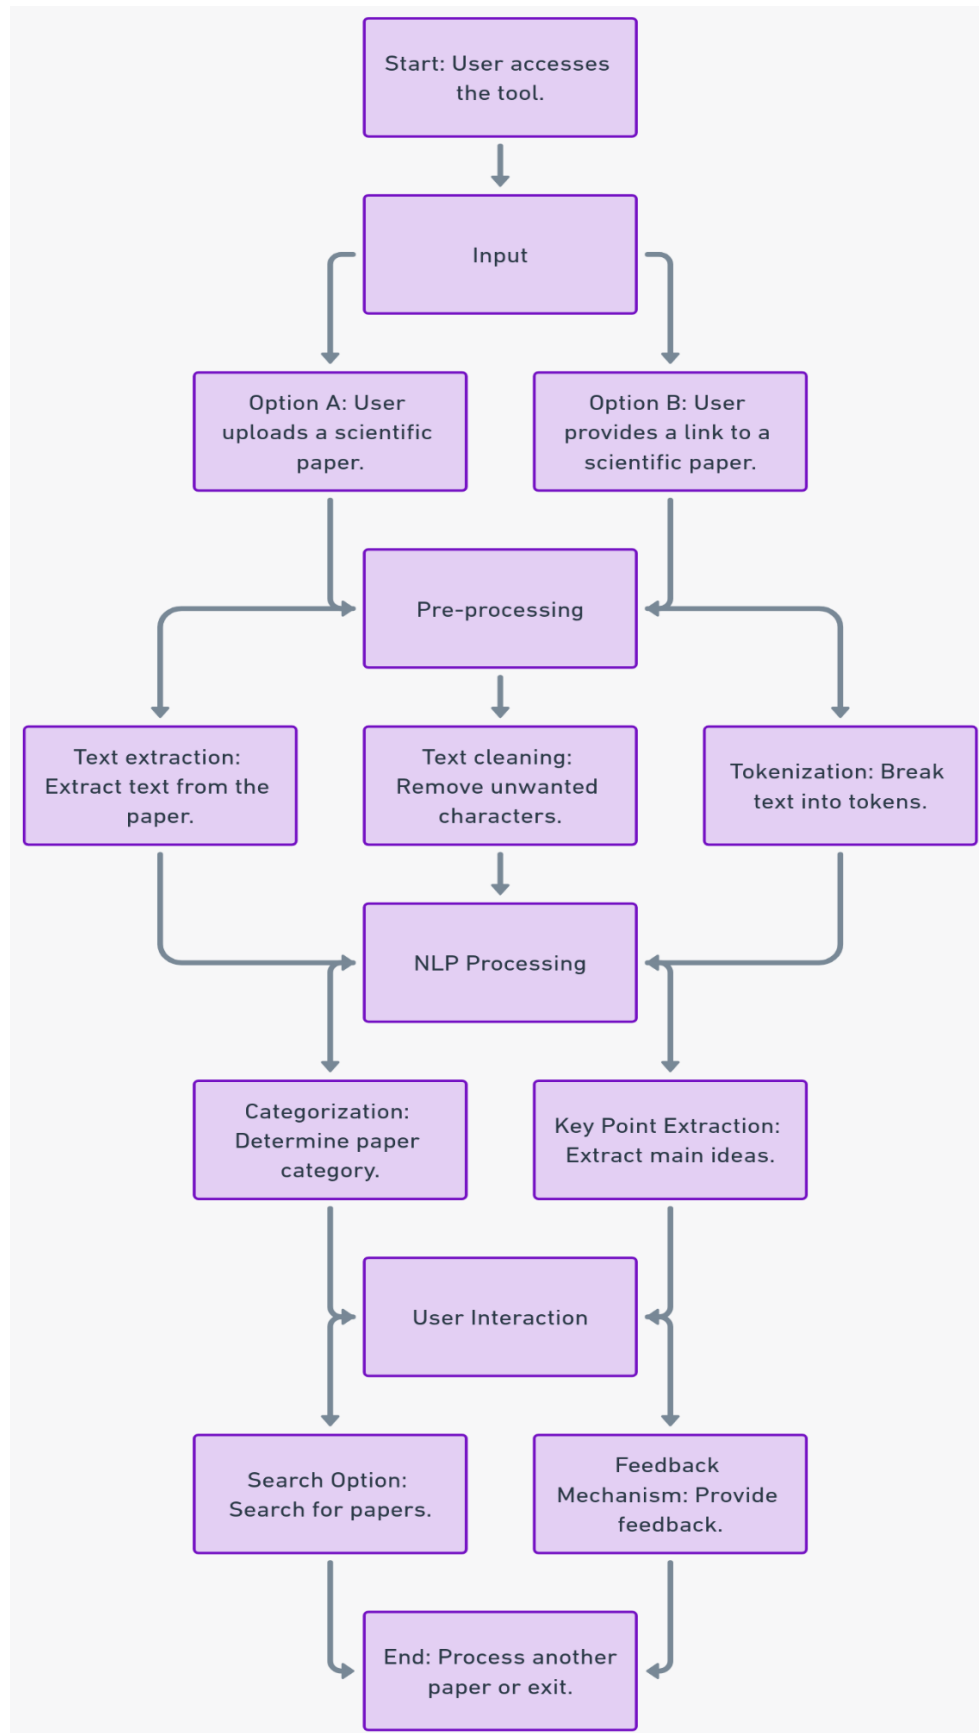 Start: User accesses
the tool.
Input
Option A: User
uploads a scientific
paper.
Option B: User
provides a link to a
scientific paper.
Pre-processing
Text extraction:
Extract text from the
paper.
Text cleaning:
Remove unwanted
characters.
Tokenization: Break
text into tokens.
NLP Processing
Categorization:
Determine paper
category.
Key Point Extraction:
Extract main ideas.
User Interaction
Search Option:
Search for papers.
Feedback
Mechanism: Provide
feedback.
End: Process another
paper or exit.